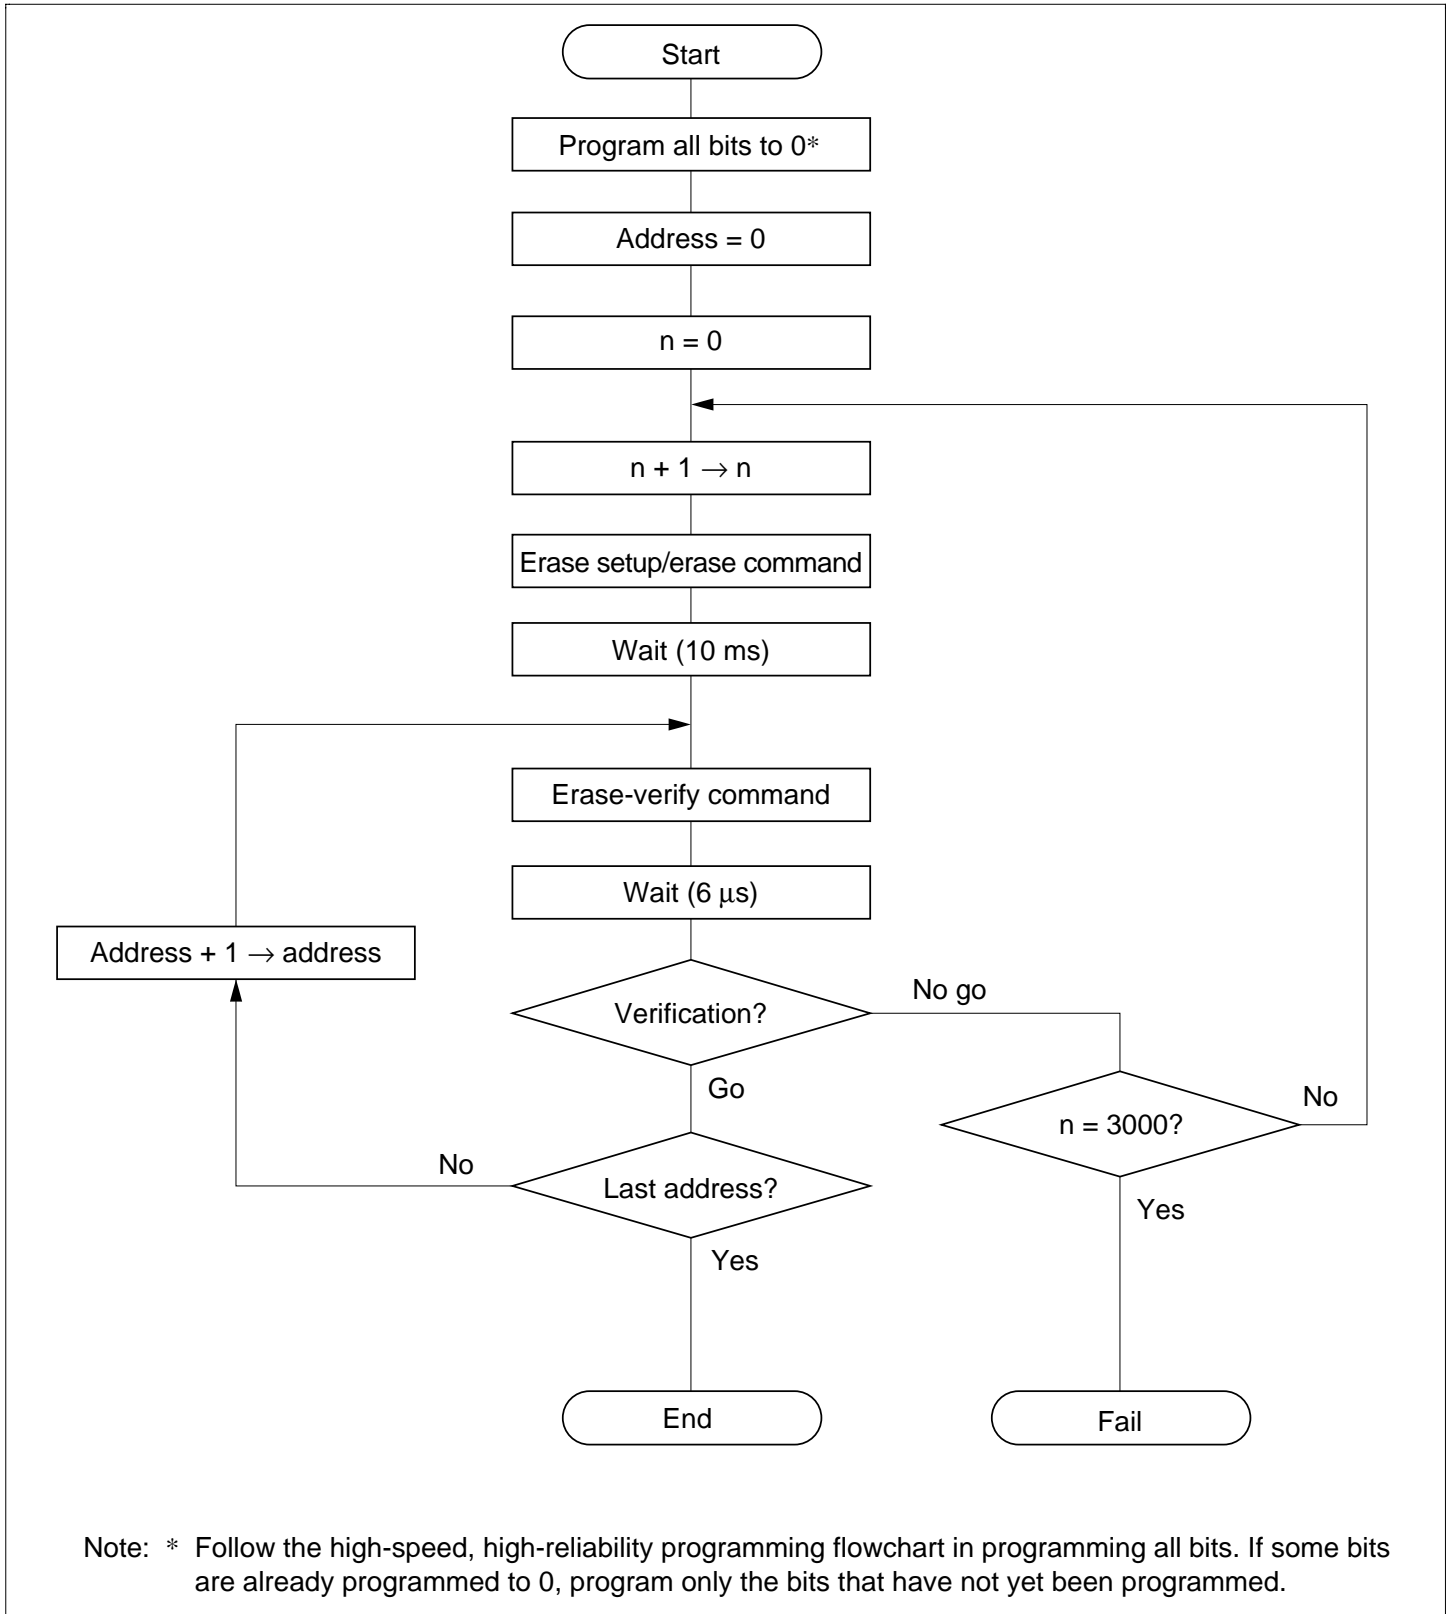 Start
Program all bits to 0*
Address = 0
n = 0
n + 1 → n
Erase setup/erase command
Wait (10 ms)
Erase-verify command
Wait (6 μs)
Address + 1 → address
Verification?
No go
Go
n = 3000?
No
Last address?
No
Yes
Yes
End
Fail
Note: * Follow the high-speed, high-reliability programming flowchart in programming all bits. If some bits
are already programmed to 0, program only the bits that have not yet been programmed.